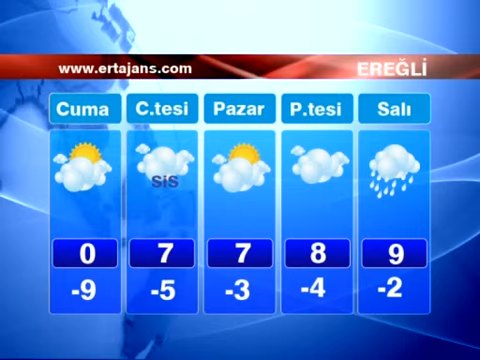 www.ertajans.com EREĞLİ
Cuma C.tesi Pazar P.tesi Salı
SİS
0 7 7 8 9
-9 -5 -3 -4 -2